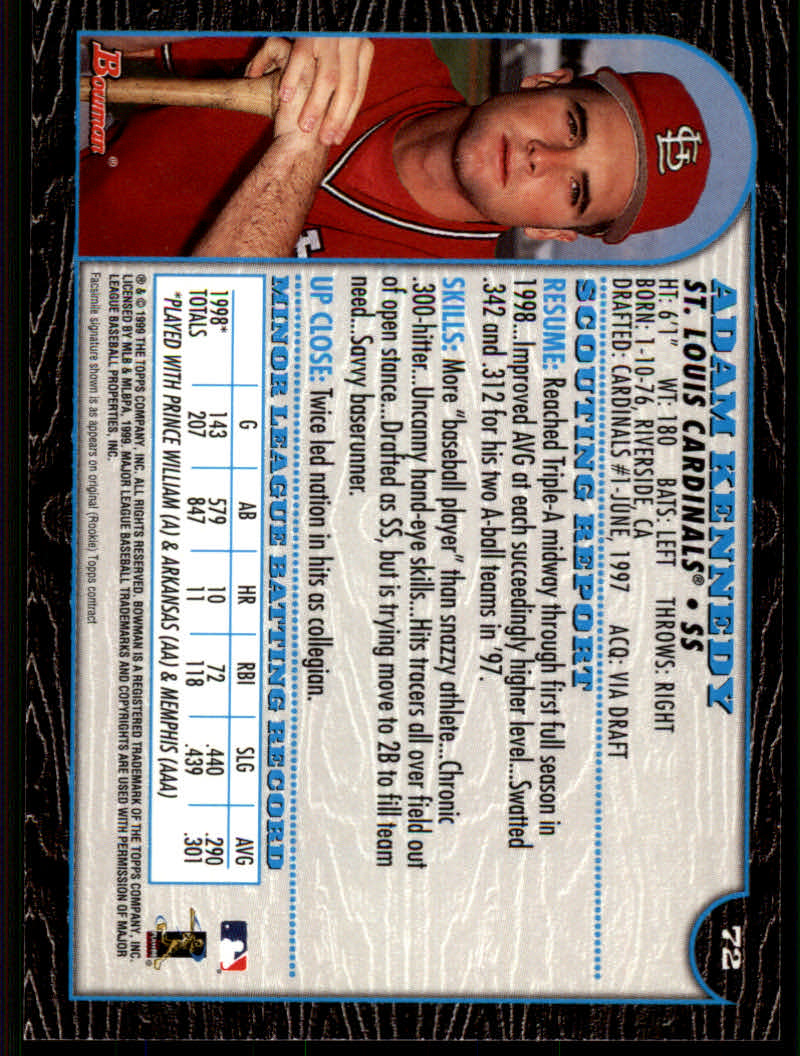 72
ADAM KENNEDY
ST. LOUIS CARDINALS® • SS
HT: 6'1" WT: 180 BATS: LEFT THROWS: RIGHT
BORN: 1-10-76, RIVERSIDE, CA
DRAFTED: CARDINALS #1-JUNE, 1997 ACQ: VIA DRAFT
SCOUTING REPORT
RESUME: Reached Triple-A midway through first full season in
1998...Improved AVG at each succeedingly higher level...Swatted
.342 and .312 for his two A-ball teams in '97.
SKILLS: More "baseball player" than snazzy athlete...Chronic
.300-hitter...Uncanny hand-eye skills...Hits tracers all over field out
of open stance...Drafted as SS, but is trying move to 2B to fill team
need...Savvy baserunner.
UP CLOSE: Twice led nation in hits as collegian.
MINOR LEAGUE BATTING RECORD
G AB HR RBI SLG AVG
1998* 143 579 10 72 .440 .290
TOTALS 207 847 11 118 .439 .301
*PLAYED WITH PRINCE WILLIAM (A) & ARKANSAS (AA) & MEMPHIS (AAA)
® & © 1999 THE TOPPS COMPANY, INC. ALL RIGHTS RESERVED. BOWMAN IS A REGISTERED TRADEMARK OF THE TOPPS COMPANY, INC.
LICENSED BY MLB & MLBPA, 1999. MAJOR LEAGUE BASEBALL TRADEMARKS AND COPYRIGHTS ARE USED WITH PERMISSION OF MAJOR
LEAGUE BASEBALL PROPERTIES, INC.
Facsimile signature shown is as appears on original (Rookie) Topps contract
Bowman®
STL